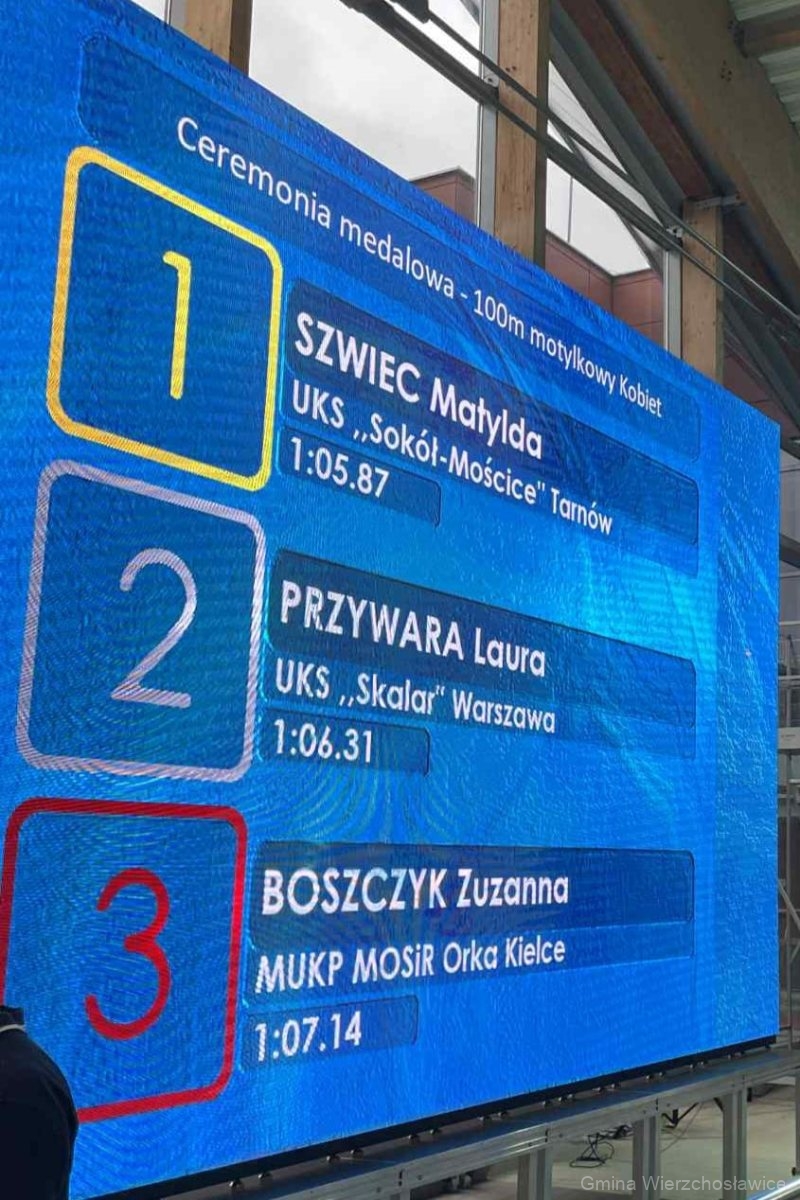 Ceremonia medalowa - 100m motylkowy Kobiet
1
SZWIEC Matylda
UKS ,,Sokół-Mościce" Tarnów
1:05.87
2
PRZYWARA Laura
UKS ,,Skalar" Warszawa
1:06.31
3
BOSZCZYK Zuzanna
MUKP MOSiR Orka Kielce
1:07.14
Gmina Wierzchosławice